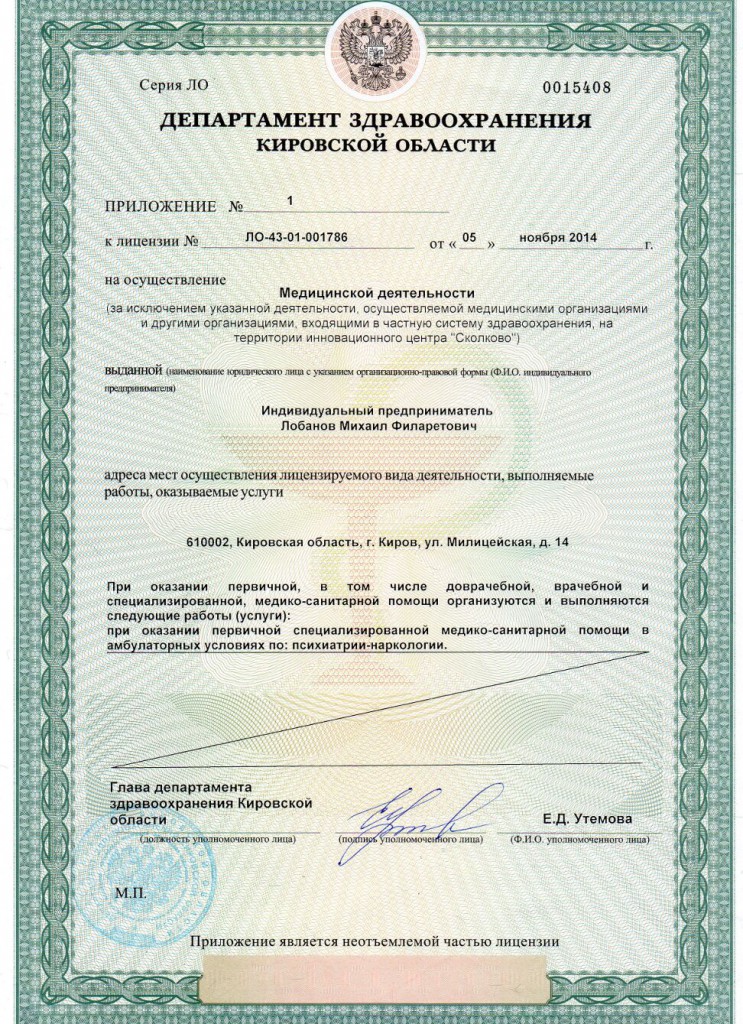 Серия ЛО
0015408
ДЕПАРТАМЕНТ ЗДРАВООХРАНЕНИЯ
КИРОВСКОЙ ОБЛАСТИ
ПРИЛОЖЕНИЕ № 1
к лицензии № ЛО-43-01-001786 от « 05 » ноября 2014 г.
на осуществление
Медицинской деятельности
(за исключением указанной деятельности, осуществляемой медицинскими организациями
и другими организациями, входящими в частную систему здравоохранения, на
территории инновационного центра "Сколково")
выданной (наименование юридического лица с указанием организационно-правовой формы (Ф.И.О. индивидуального
предпринимателя)
Индивидуальный предприниматель
Лобанов Михаил Филаретович
адреса мест осуществления лицензируемого вида деятельности, выполняемые
работы, оказываемые услуги
610002, Кировская область, г. Киров, ул. Милицейская, д. 14
При оказании первичной, в том числе доврачебной, врачебной и
специализированной, медико-санитарной помощи организуются и выполняются
следующие работы (услуги):
при оказании первичной специализированной медико-санитарной помощи в
амбулаторных условиях по: психиатрии-наркологии.
Глава департамента
здравоохранения Кировской
области
Е.Д. Утемова
(должность уполномоченного лица)
(подпись уполномоченного лица)
(Ф.И.О. уполномоченного лица)
М.П.
Приложение является неотъемлемой частью лицензии